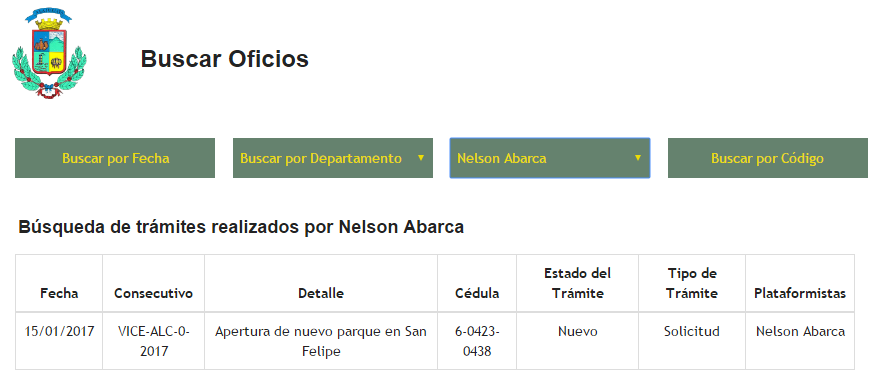 Buscar Oficios
Buscar por Fecha
Buscar por Departamento
Nelson Abarca
Buscar por Código
Búsqueda de trámites realizados por Nelson Abarca
Fecha
Consecutivo
Detalle
Cédula
Estado del
Trámite
Tipo de
Trámite
Plataformistas
15/01/2017
VICE-ALC-0-
2017
Apertura de nuevo parque en San
Felipe
6-0423-
0438
Nuevo
Solicitud
Nelson Abarca